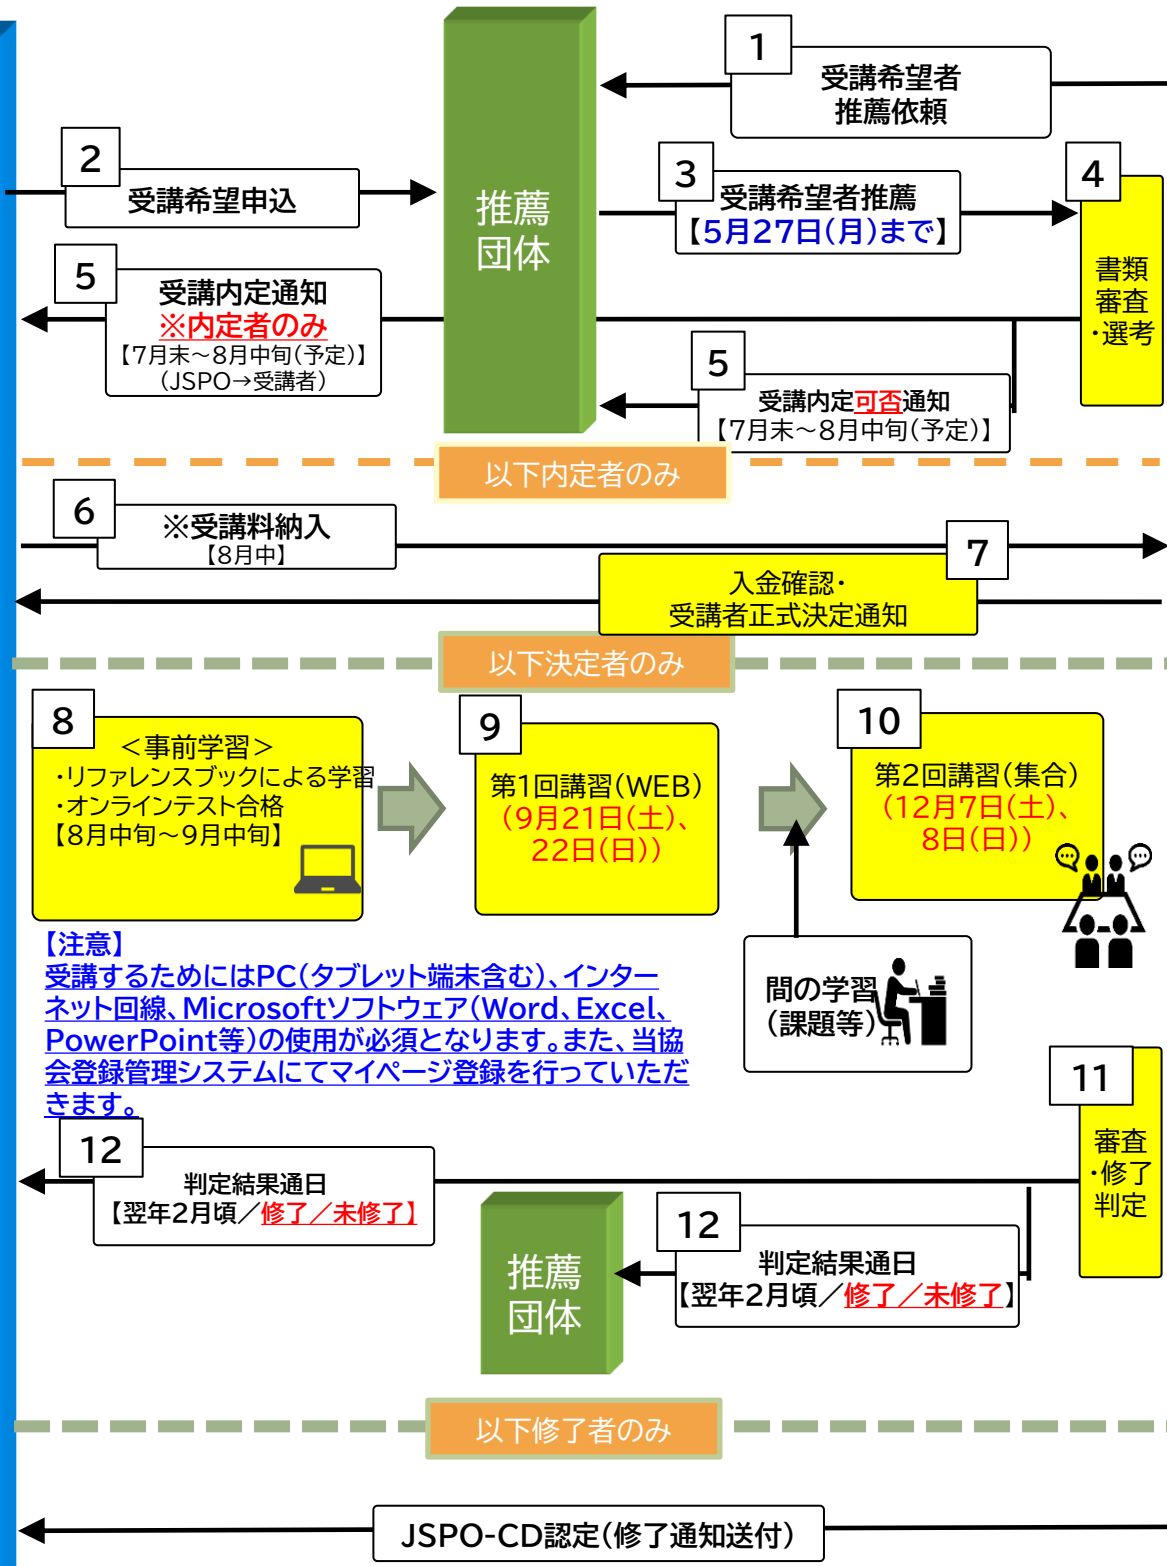 1
受講希望者
推薦依頼
2
受講希望申込
推薦
団体
3
受講希望者推薦
【5月27日(月)まで】
4
書類
審査
・選考
5
受講内定通知
※内定者のみ
【7月末～8月中旬(予定)】
(JSPO→受講者)
5
受講内定可否通知
【7月末～8月中旬(予定)】
以下内定者のみ
6
※受講料納入
【8月中】
7
入金確認・
受講者正式決定通知
以下決定者のみ
8
＜事前学習＞
・リファレンスブックによる学習
・オンラインテスト合格
【8月中旬～9月中旬】
9
第1回講習(WEB)
(9月21日(土)、
22日(日))
10
第2回講習(集合)
(12月7日(土)、
8日(日))
間の学習
(課題等)
【注意】
受講するためにはPC(タブレット端末含む)、インター
ネット回線、Microsoftソフトウェア(Word、Excel、
PowerPoint等)の使用が必須となります。また、当協
会登録管理システムにてマイページ登録を行っていただ
きます。
11
審査
・修了
判定
12
判定結果通日
【翌年2月頃／修了／未修了】
推薦
団体
12
判定結果通日
【翌年2月頃／修了／未修了】
以下修了者のみ
JSPO-CD認定(修了通知送付)